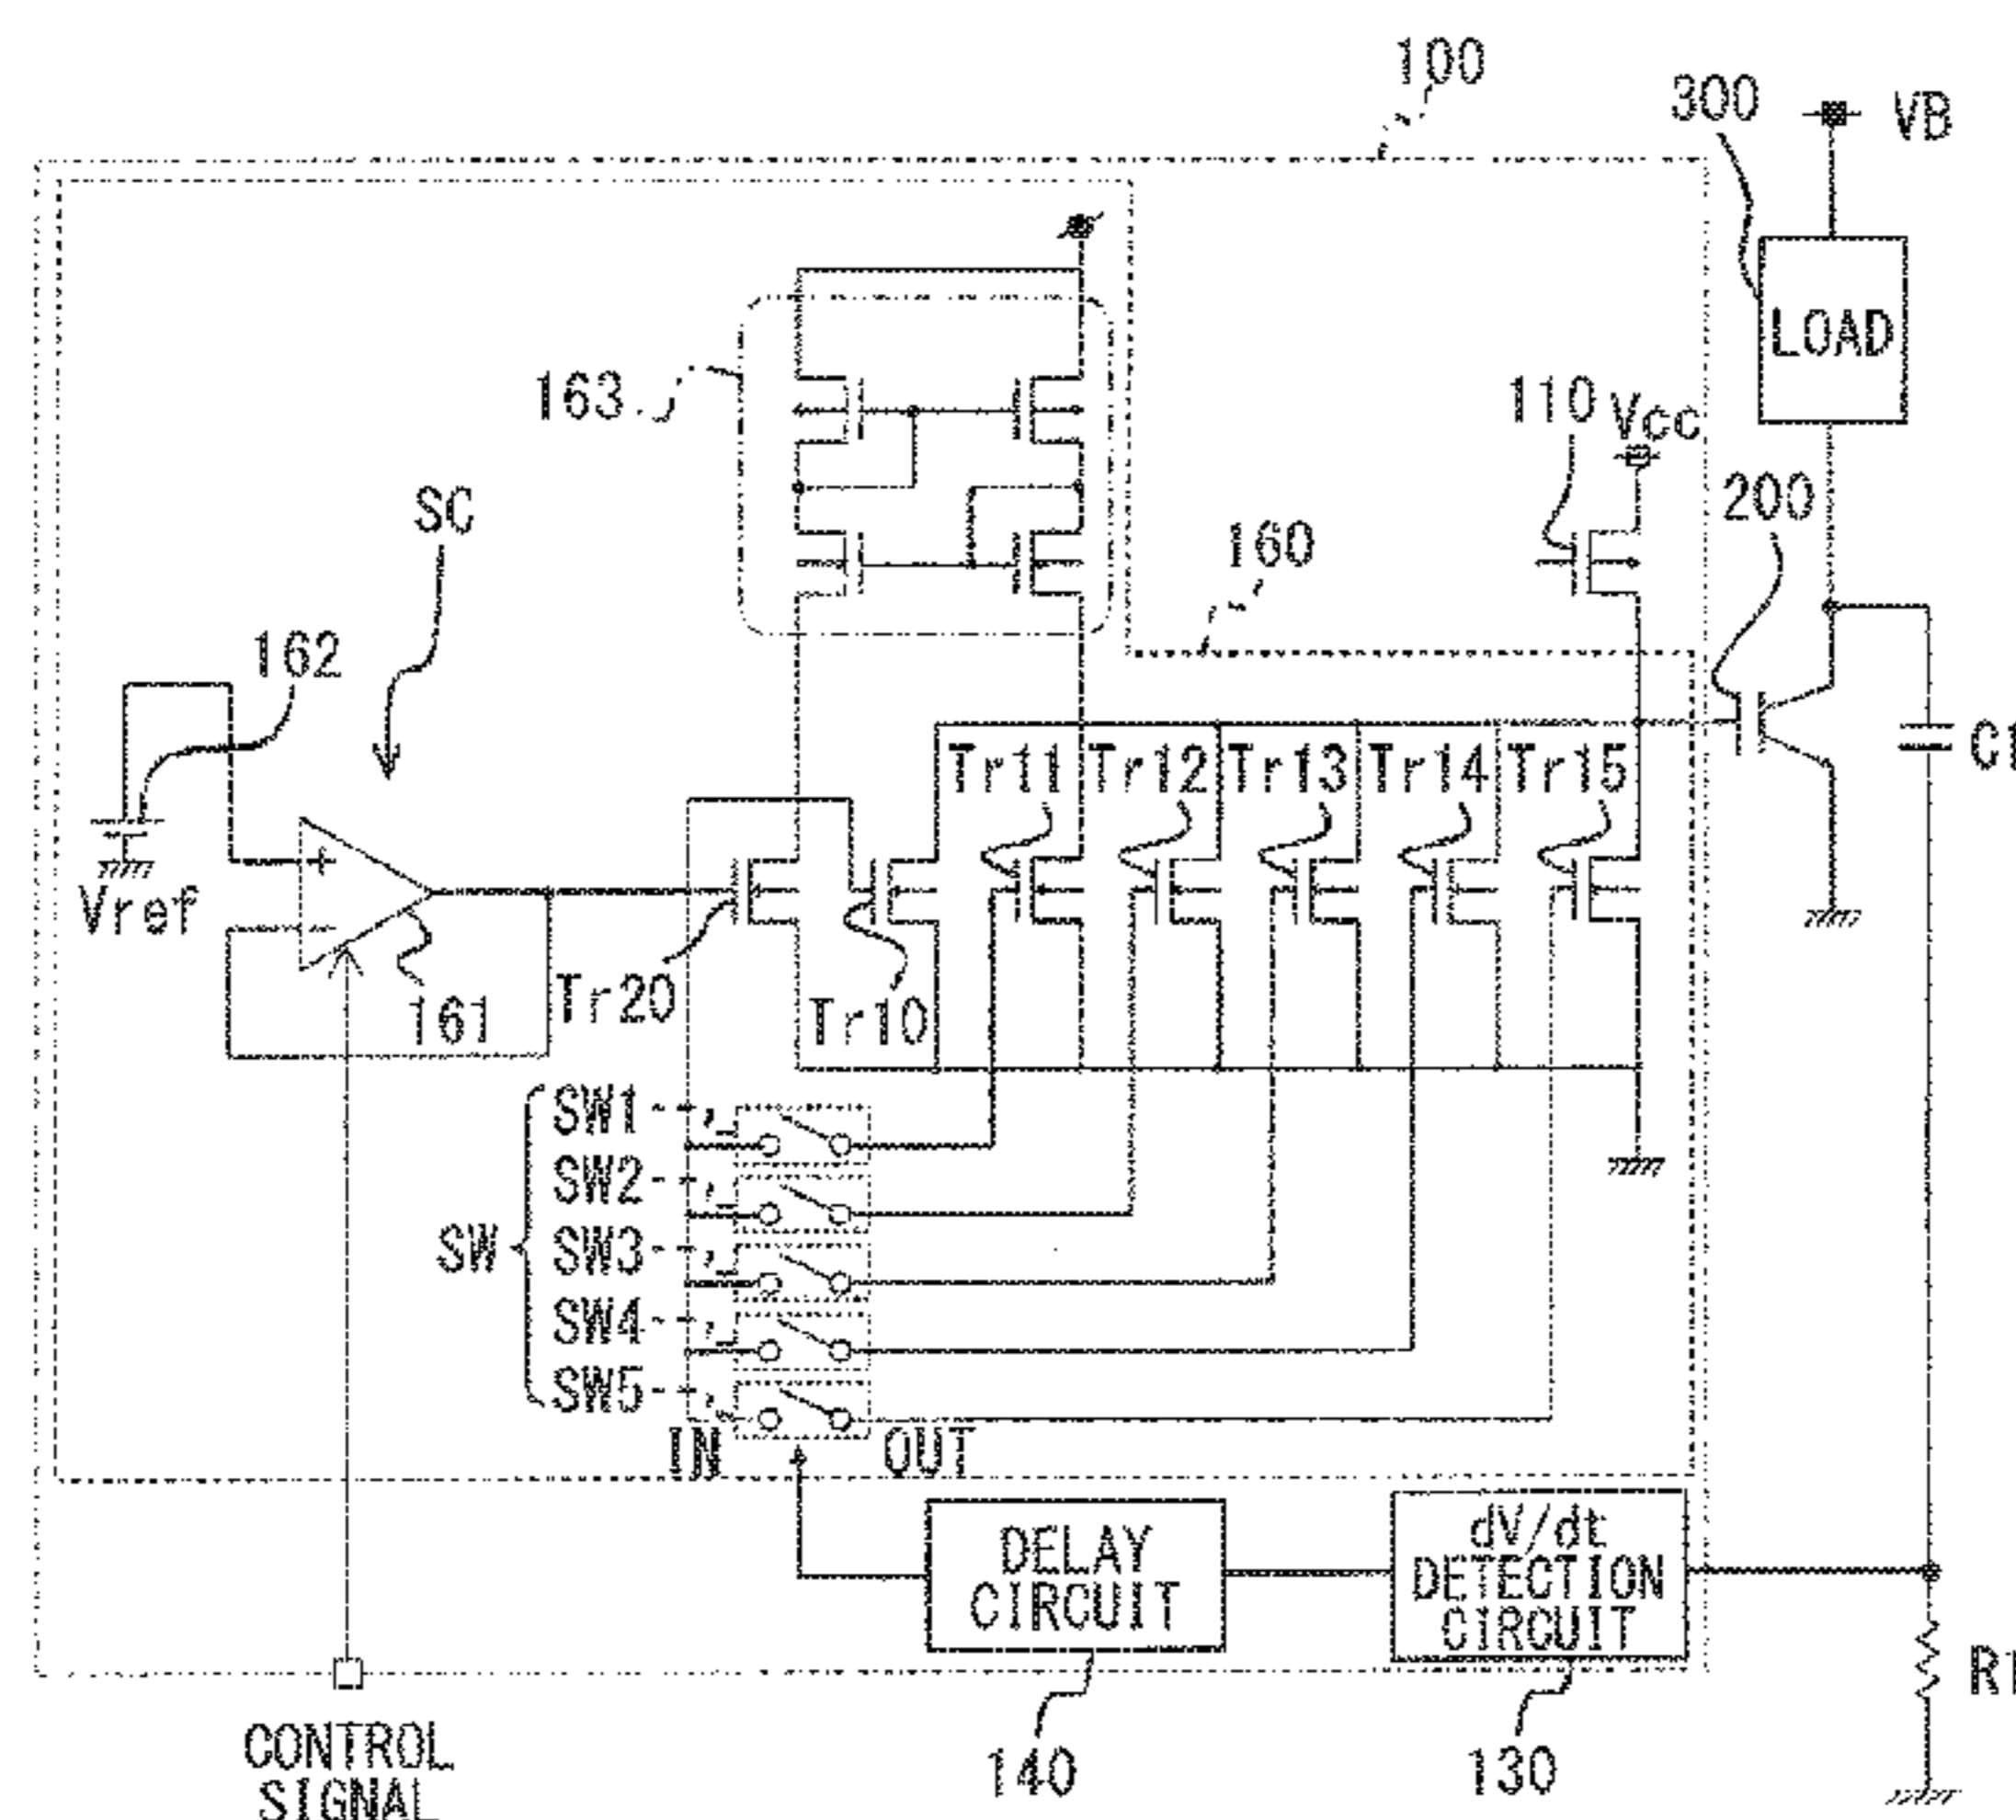 100
300
VB
LOAD
163
110
Vcc
200
SC
160
162
C1
Tr11
Tr12
Tr13
Tr14
Tr15
+
Vref
−
161
Tr20
Tr10
SW
SW1
SW2
SW3
SW4
SW5
IN
OUT
DELAY
CIRCUIT
dV/dt
DETECTION
CIRCUIT
R1
CONTROL
SIGNAL
140
130